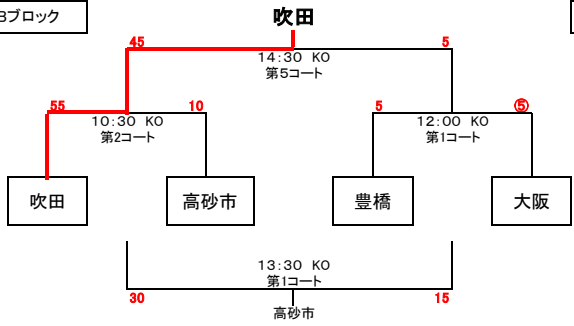 Bブロック
吹田
45
5
14:30 KO
第5コート
55
10
5
⑤
10:30 KO
第2コート
12:00 KO
第1コート
吹田
高砂市
豊橋
大阪
13:30 KO
第1コート
30
15
高砂市